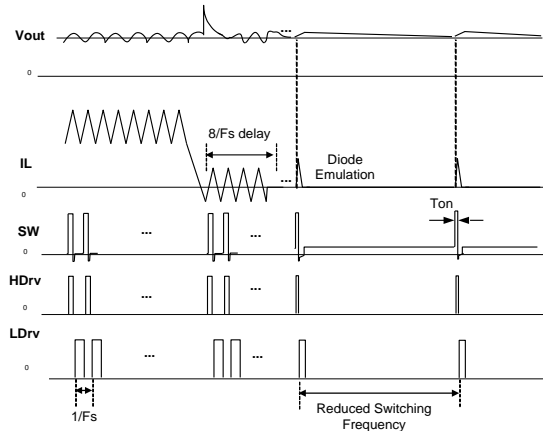 Vout
...
0
8/Fs delay
IL
...
Diode
Emulation
0
Ton
SW
...
...
0
HDrv
...
...
0
LDrv
...
...
0
1/Fs
Reduced Switching
Frequency